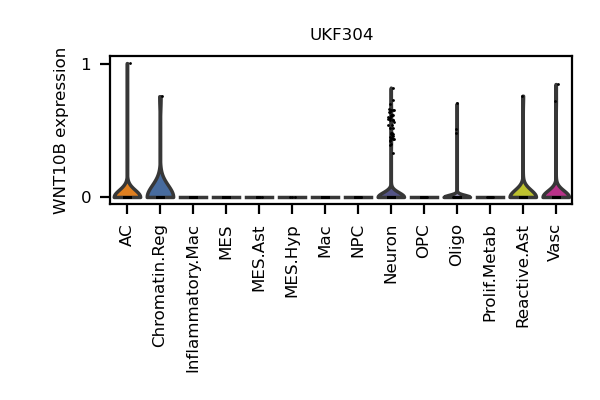 UKF304
WNT10B expression
1
0
AC
Chromatin.Reg
Inflammatory.Mac
MES
MES.Ast
MES.Hyp
Mac
NPC
Neuron
OPC
Oligo
Prolif.Metab
Reactive.Ast
Vasc